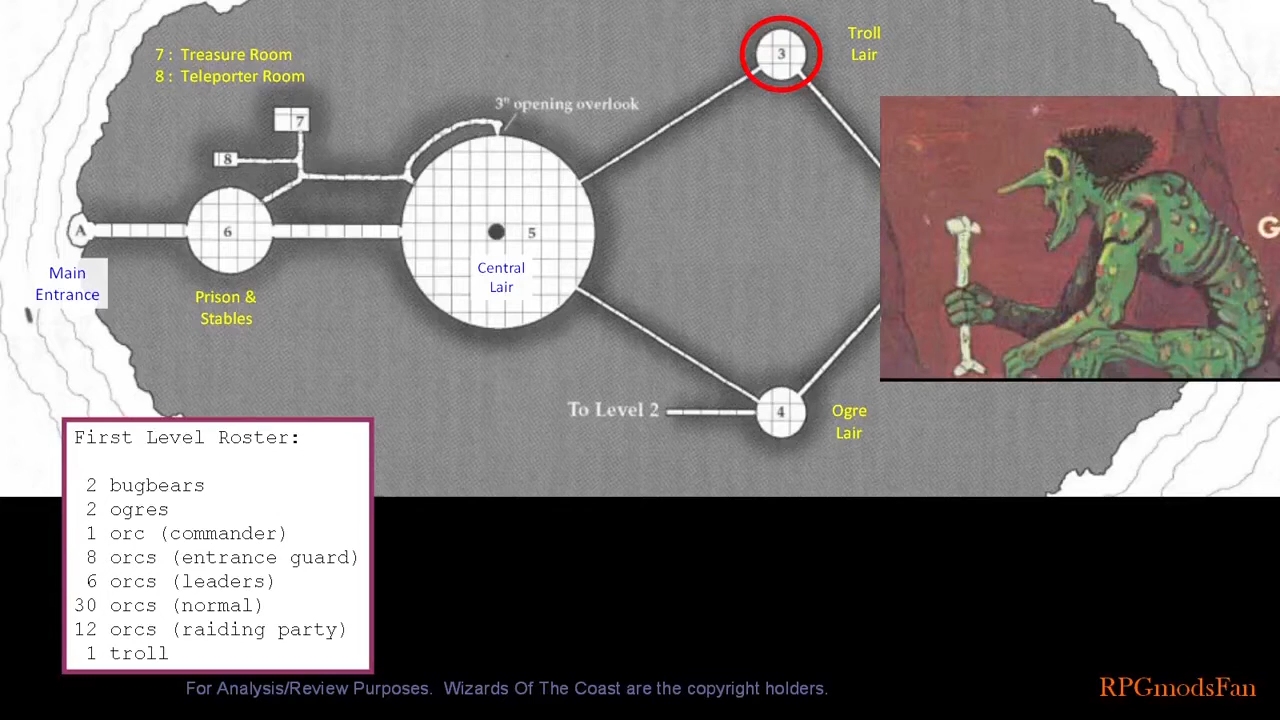 7 : Treasure Room
8 : Teleporter Room
3
Troll
Lair
3" opening overlook
7
8
A
6
5
G
Main
Entrance
Central
Lair
Prison &
Stables
To Level 2
4
Ogre
Lair
First Level Roster:
2 bugbears
2 ogres
1 orc (commander)
8 orcs (entrance guard)
6 orcs (leaders)
30 orcs (normal)
12 orcs (raiding party)
1 troll
For Analysis/Review Purposes. Wizards Of The Coast are the copyright holders.
RPGmodsFan